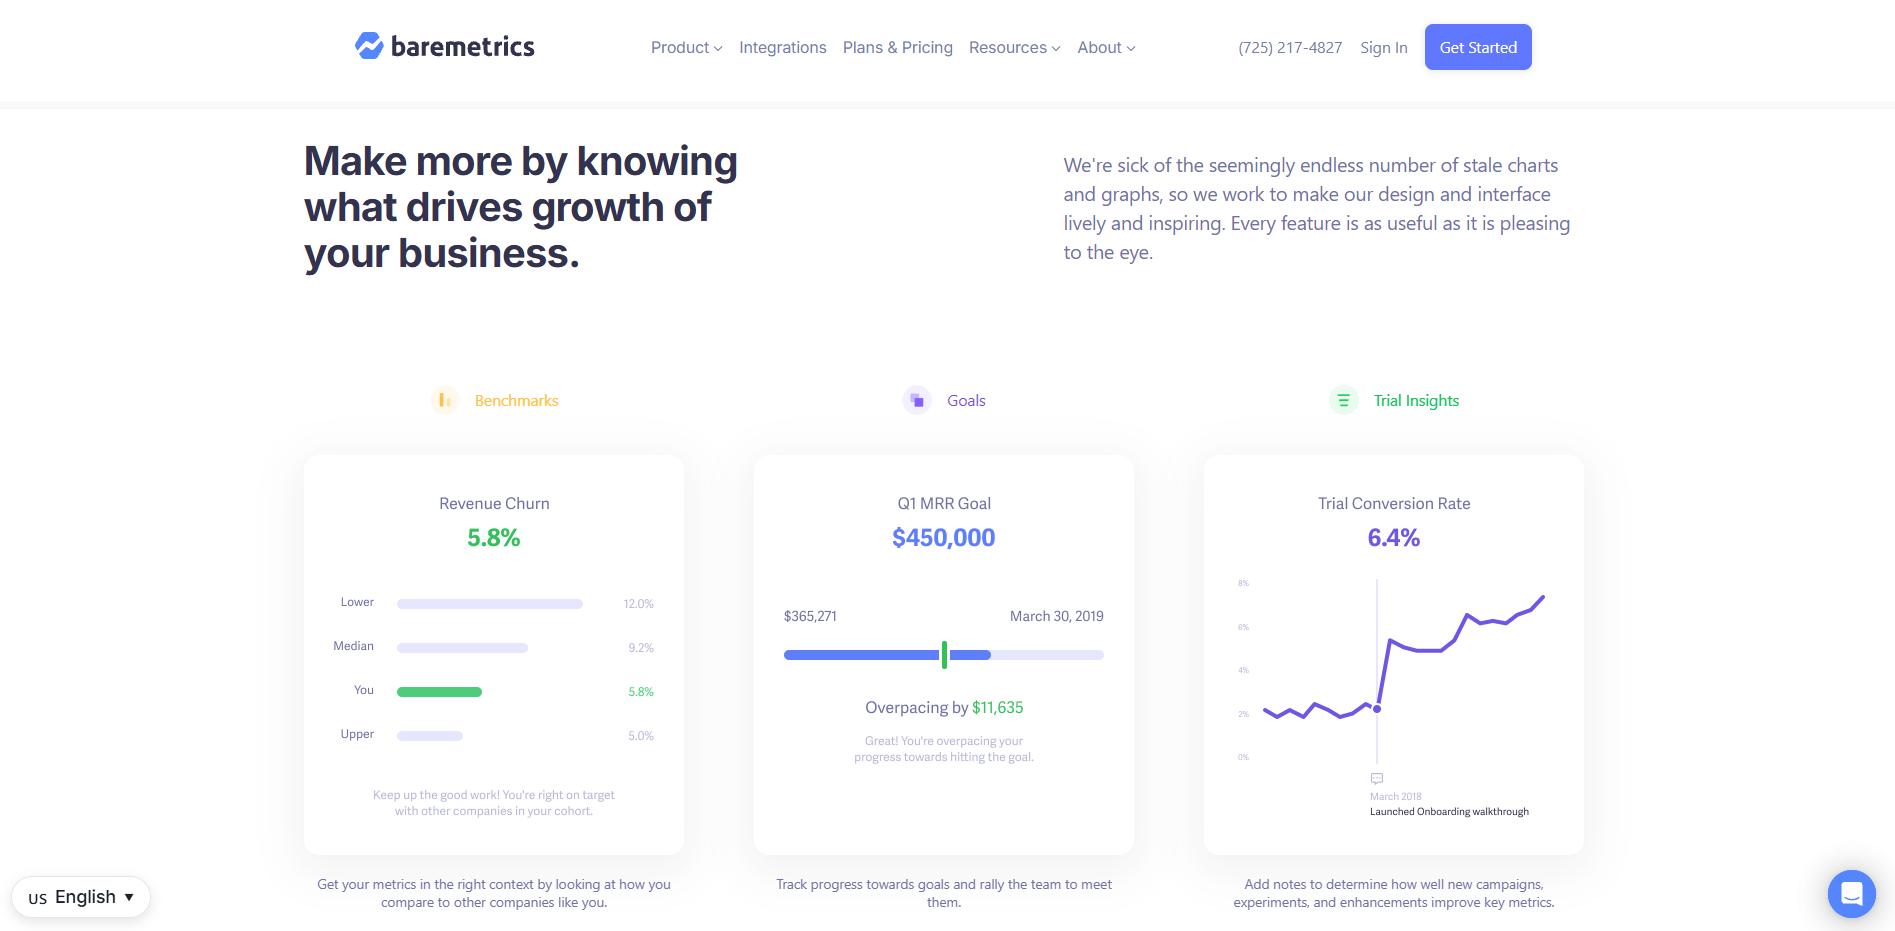 baremetrics
Product
Integrations
Plans & Pricing
Resources
About
(725) 217-4827
Sign In
Get Started
Make more by knowing
what drives growth of
your business.
We're sick of the seemingly endless number of stale charts
and graphs, so we work to make our design and interface
lively and inspiring. Every feature is as useful as it is pleasing
to the eye.
Benchmarks
Revenue Churn
5.8%
Lower 12.0%
Median 9.2%
You 5.8%
Upper 5.0%
Keep up the good work! You're right on target
with other companies in your cohort.
Get your metrics in the right context by looking at how you
compare to other companies like you.
Goals
Q1 MRR Goal
$450,000
$365,271 March 30, 2019
Overpacing by $11,635
Great! You're overpacing your
progress towards hitting the goal.
Track progress towards goals and rally the team to meet
them.
Trial Insights
Trial Conversion Rate
6.4%
8%
6%
4%
2%
0%
March 2018
Launched Onboarding walkthrough
Add notes to determine how well new campaigns,
experiments, and enhancements improve key metrics.
US English ▼